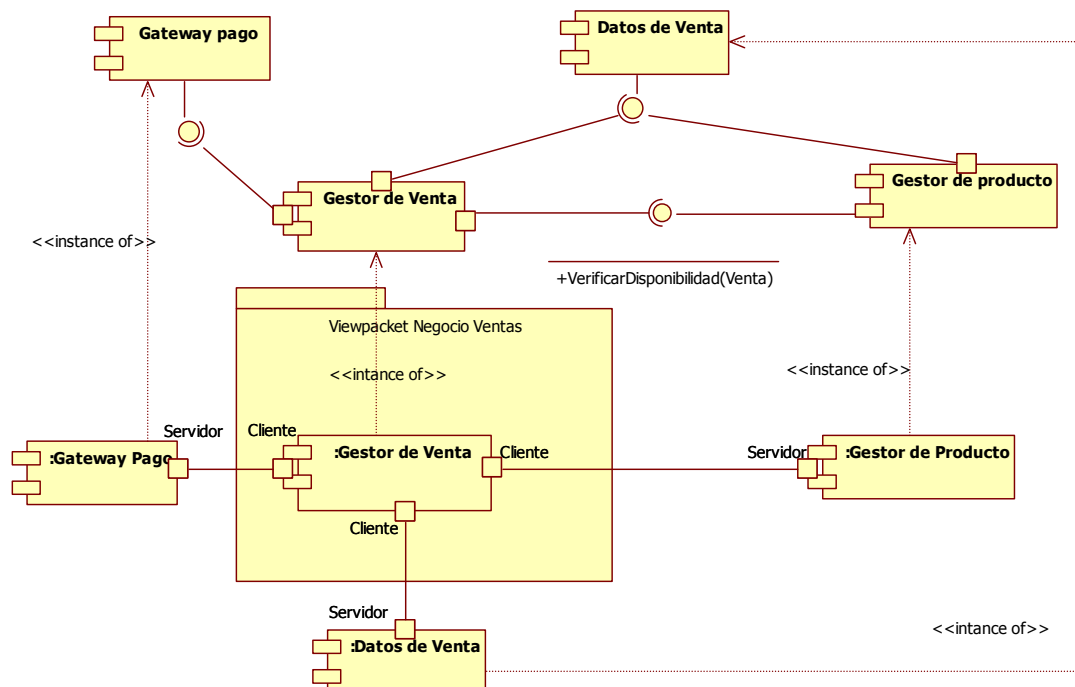 Gateway pago
Datos de Venta
Gestor de Venta
Gestor de producto
<<instance of>>
+VerificarDisponibilidad(Venta)
Viewpacket Negocio Ventas
<<intance of>>
<<instance of>>
Servidor
Cliente
:Gateway Pago
:Gestor de Venta
Cliente
Servidor
:Gestor de Producto
Cliente
Servidor
:Datos de Venta
<<intance of>>